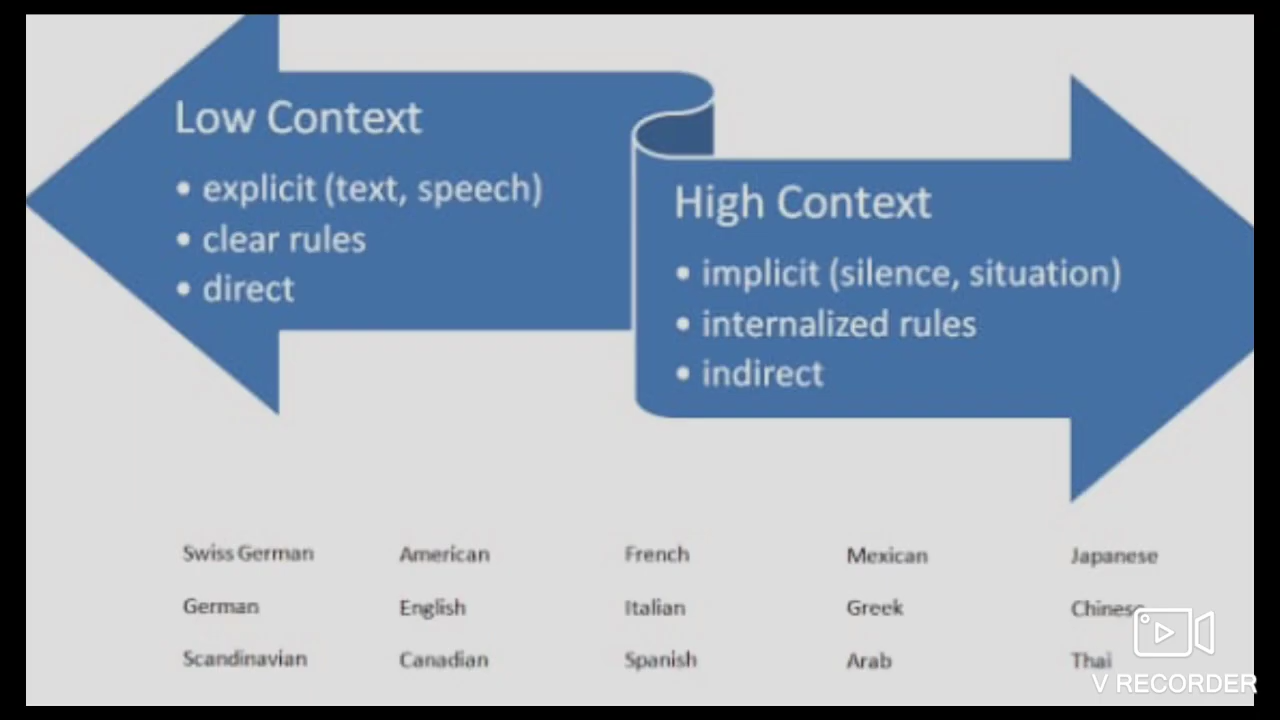 Low Context
• explicit (text, speech)
• clear rules
• direct
High Context
• implicit (silence, situation)
• internalized rules
• indirect
Swiss German American French Mexican Japanese
German English Italian Greek Chinese
Scandinavian Canadian Spanish Arab Thai
V RECORDER